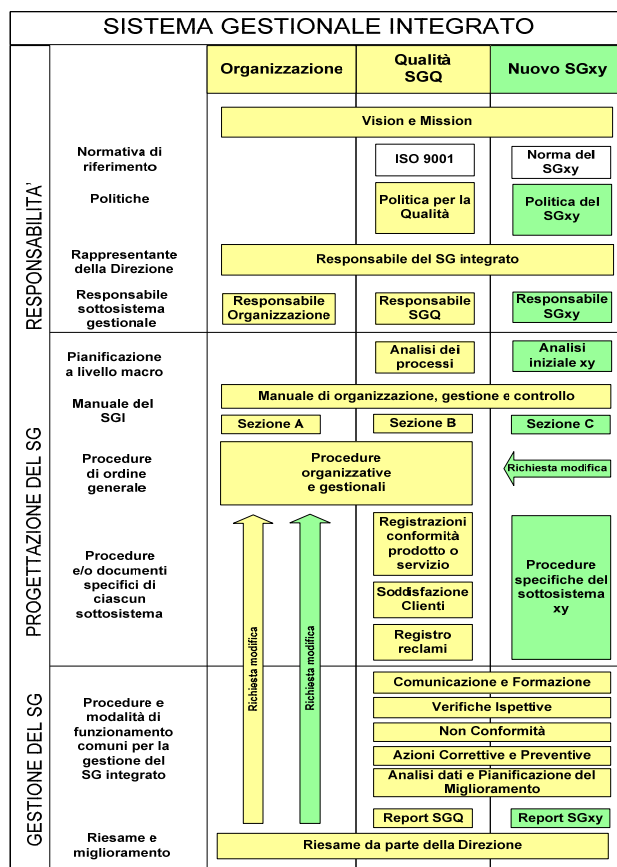 SISTEMA GESTIONALE INTEGRATO
Organizzazione
Qualità
SGQ
Nuovo SGxy
RESPONSABILITA'
Vision e Mission
Normativa di
riferimento
ISO 9001
Norma del
SGxy
Politiche
Politica per la
Qualità
Politica del
SGxy
Rappresentante
della Direzione
Responsabile del SG integrato
Responsabile
sottosistema
gestionale
Responsabile
Organizzazione
Responsabile
SGQ
Responsabile
SGxy
PROGETTAZIONE DEL SG
Pianificazione
a livello macro
Analisi dei
processi
Analisi
iniziale xy
Manuale del
SGI
Manuale di organizzazione, gestione e controllo
Sezione A
Sezione B
Sezione C
Procedure
di ordine
generale
Procedure
organizzative
e gestionali
Richiesta modifica
Procedure
e/o documenti
specifici di
ciascun
sottosistema
Registrazioni
conformità
prodotto o
servizio
Soddisfazione
Clienti
Registro
reclami
Procedure
specifiche del
sottosistema
xy
Richiesta modifica
Richiesta modifica
GESTIONE DEL SG
Procedure e
modalità di
funzionamento
comuni per la
gestione del
SG integrato
Comunicazione e Formazione
Verifiche Ispettive
Non Conformità
Azioni Correttive e Preventive
Analisi dati e Pianificazione del
Miglioramento
Report SGQ
Report SGxy
Riesame e
miglioramento
Riesame da parte della Direzione